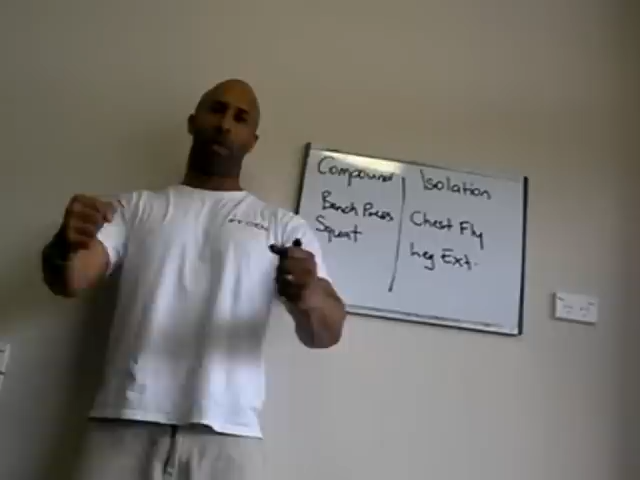 Compound
Bench Press
Squat
Isolation
Chest Fly
Leg Ext.